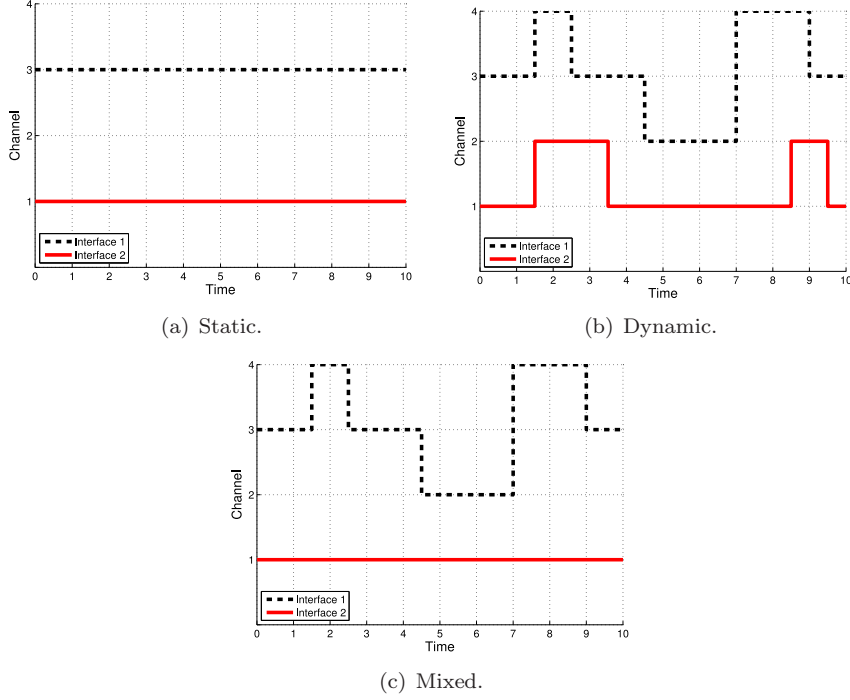 4
3
2
1
Channel
Interface 1
Interface 2
0 1 2 3 4 5 6 7 8 9 10
Time
(a) Static.
4
3
2
1
Channel
Interface 1
Interface 2
0 1 2 3 4 5 6 7 8 9 10
Time
(b) Dynamic.
4
3
2
1
Channel
Interface 1
Interface 2
0 1 2 3 4 5 6 7 8 9 10
Time
(c) Mixed.